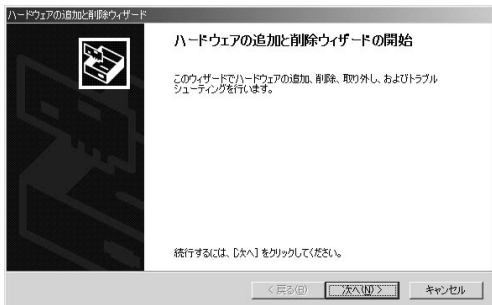 ハードウェアの追加と削除ウィザード
ハードウェアの追加と削除ウィザードの開始
このウィザードでハードウェアの追加、削除、取り外し、およびトラブル
シューティングを行います。
続行するには、[次へ] をクリックしてください。
< 戻る(B)
次へ(N) >
キャンセル